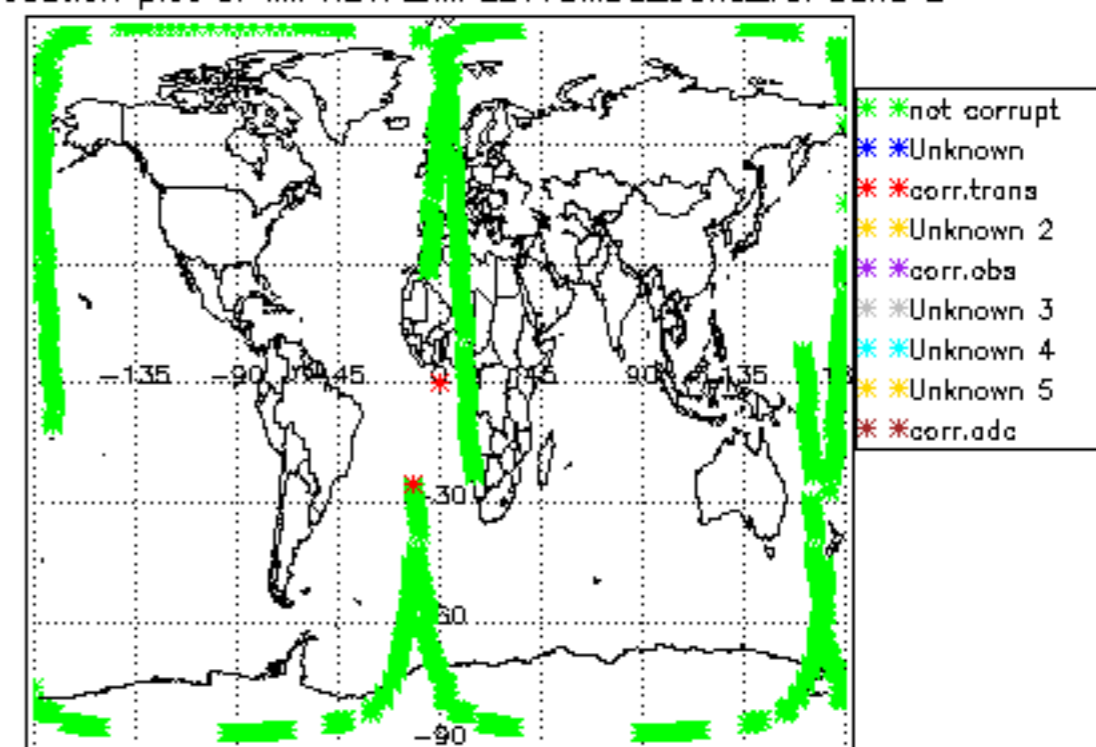 not corrupt
Unknown
corr.trans
Unknown 2
corr.obs
Unknown 3
Unknown 4
Unknown 5
corr.adc
-135 -90 -45 45 90 135
-30
-60
-90